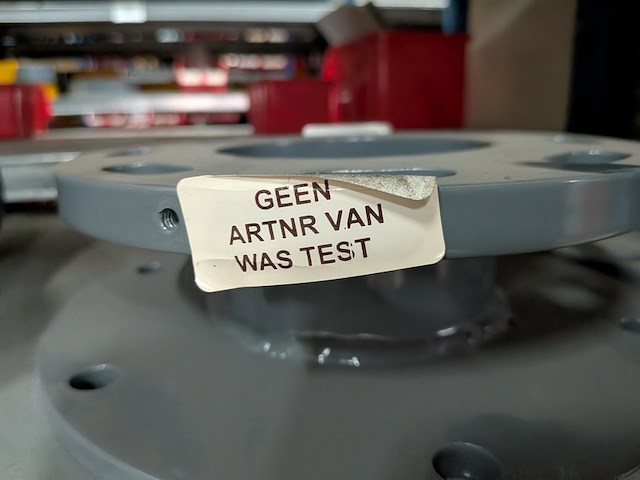 GEEN
ARTNR VAN
WAS TEST